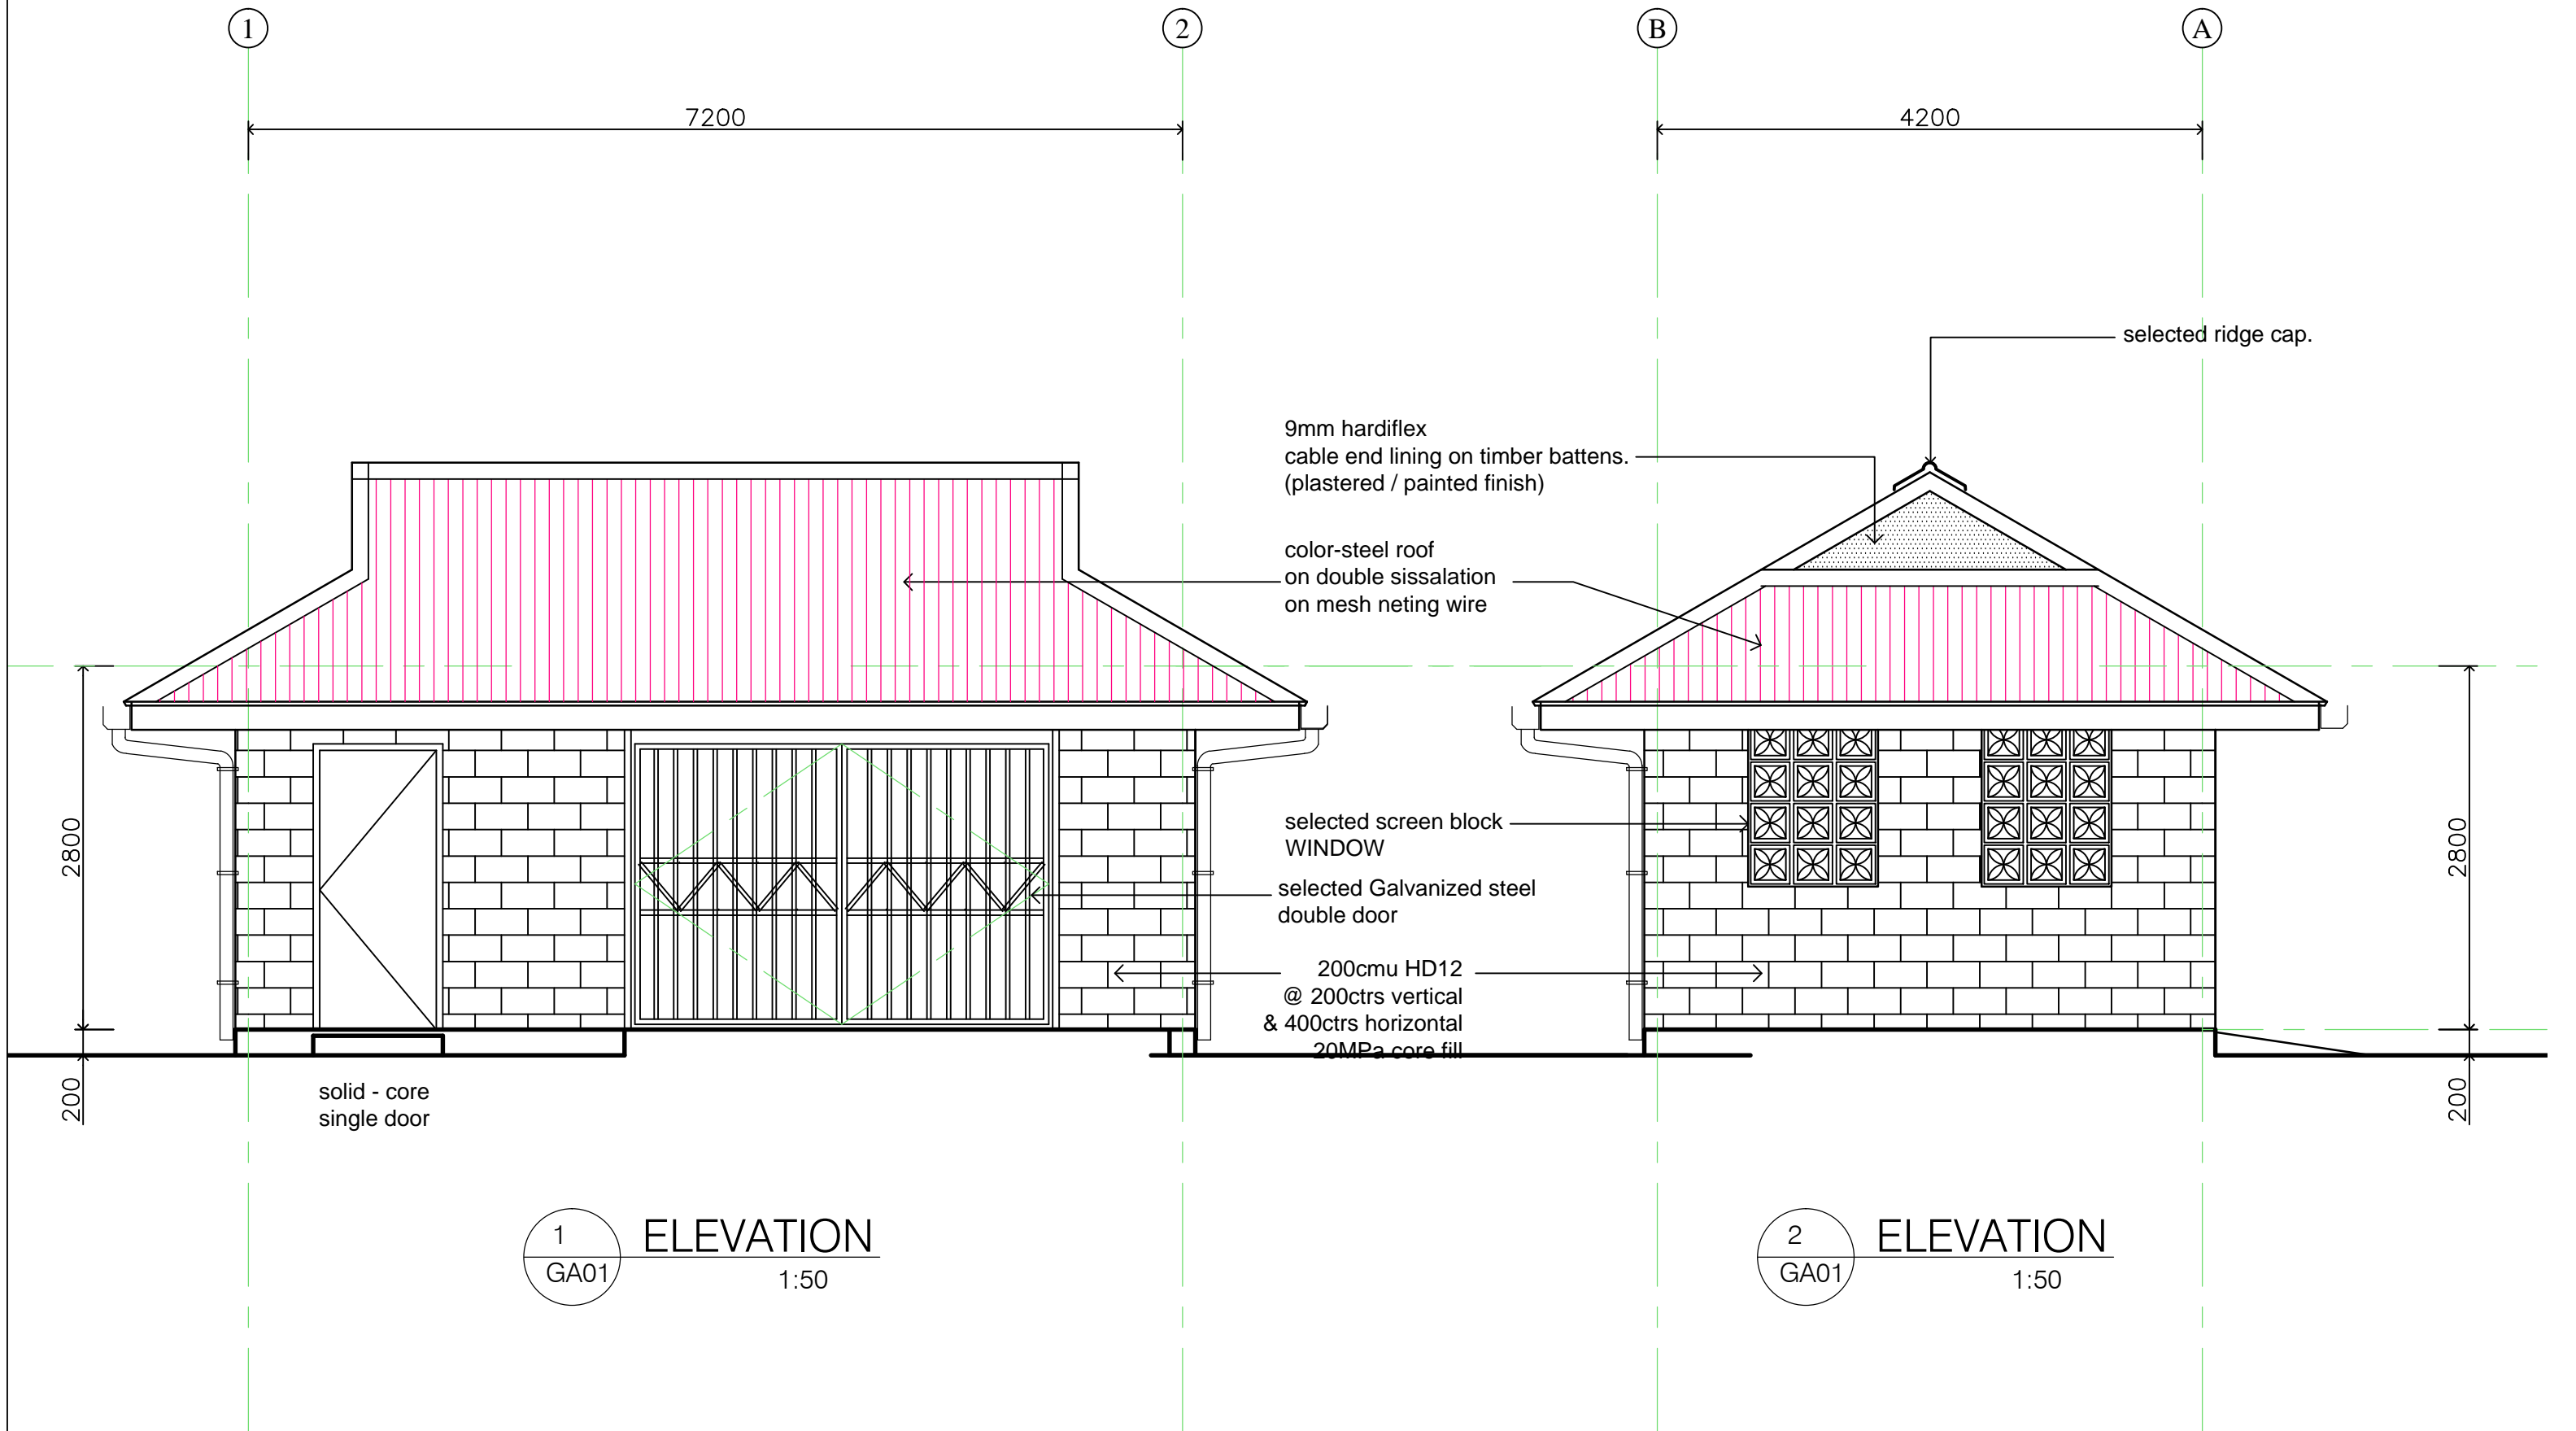 1
2
B
A
7200
4200
selected ridge cap.
9mm hardiflex
cable end lining on timber battens.
(plastered / painted finish)
color-steel roof
on double sissalation
on mesh neting wire
2800
2800
selected screen block
WINDOW
selected Galvanized steel
double door
200cmu HD12
@ 200ctrs vertical
& 400ctrs horizontal
20MPa core fill
200
200
solid - core
single door
1
GA01
ELEVATION
1:50
2
GA01
ELEVATION
1:50